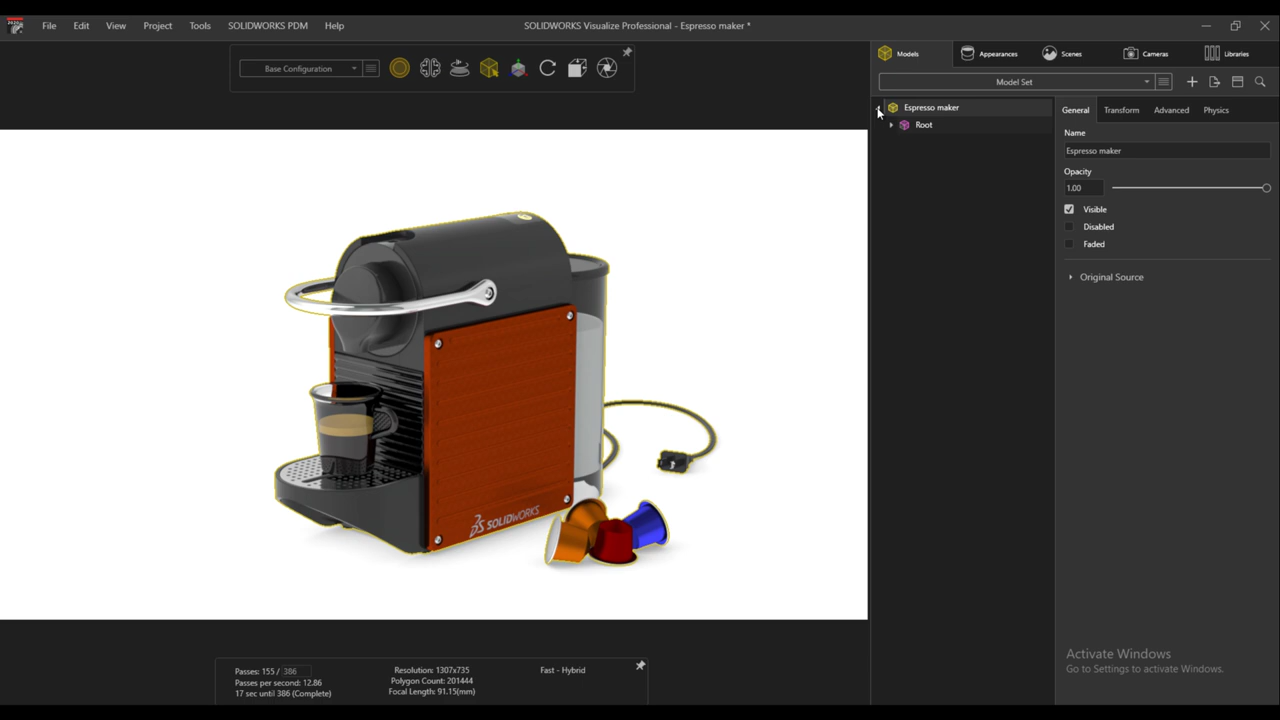 2020
File Edit View Project Tools SOLIDWORKS PDM Help
SOLIDWORKS Visualize Professional - Espresso maker *
Base Configuration
Models Appearances Scenes Cameras Libraries
Model Set
Espresso maker
Root
General Transform Advanced Physics
Name
Espresso maker
Opacity
1.00
Visible
Disabled
Faded
Original Source
SOLIDWORKS
Passes: 155 / 386
Passes per second: 12.86
17 sec until 386 (Complete)
Resolution: 1307x735
Polygon Count: 201444
Focal Length: 91.15(mm)
Fast - Hybrid
Activate Windows
Go to Settings to activate Windows.